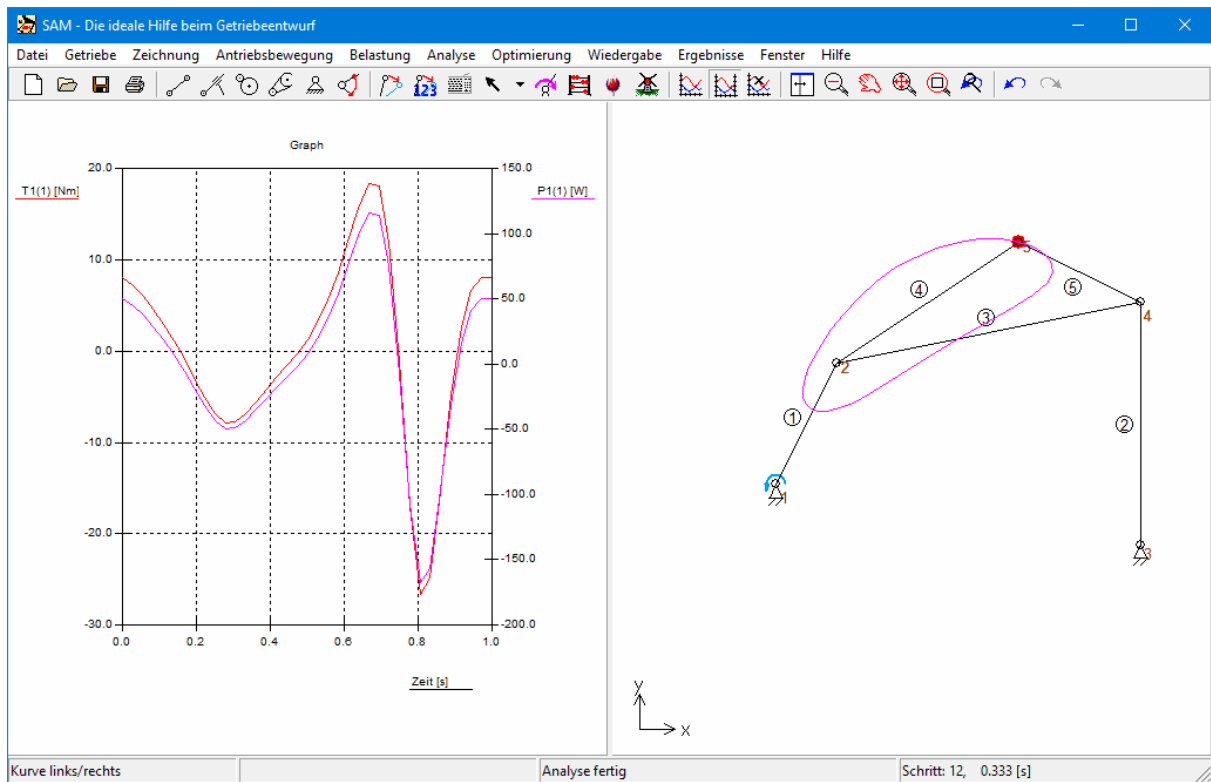 SAM - Die ideale Hilfe beim Getriebeentwurf
Datei Getriebe Zeichnung Antriebsbewegung Belastung Analyse Optimierung Wiedergabe Ergebnisse Fenster Hilfe
123
Graph
T1(1) [Nm]
P1(1) [W]
20.0
10.0
0.0
-10.0
-20.0
-30.0
150.0
100.0
50.0
0.0
-50.0
-100.0
-150.0
-200.0
0.0 0.2 0.4 0.6 0.8 1.0
Zeit [s]
5
4
5
3
4
2
1
2
1
3
y
x
Kurve links/rechts
Analyse fertig
Schritt: 12, 0.333 [s]